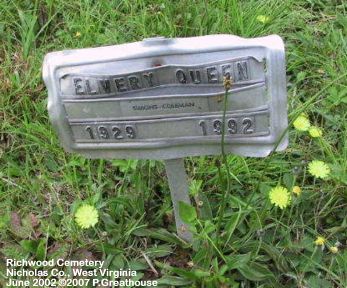 ELVERY QUEEN
SIMONS-COLEMAN
1929 1992
Richwood Cemetery
Nicholas Co., West Virginia
June 2002 ©2007 P.Greathouse